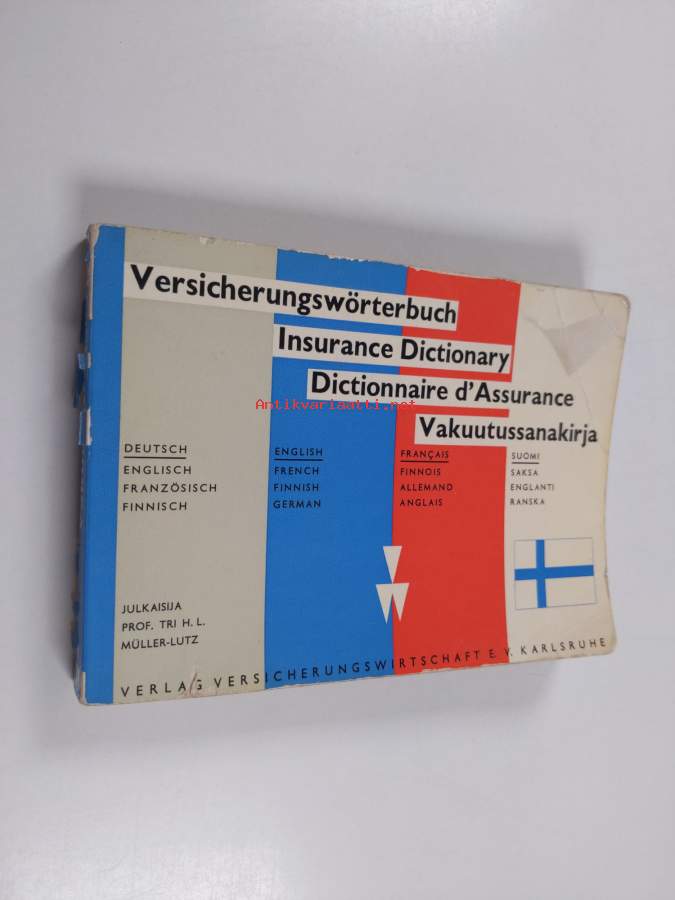 Versicherungswörterbuch
Insurance Dictionary
Dictionnaire d'Assurance
Antikvariaatti.net
Vakuutussanakirja
DEUTSCH
ENGLISCH
FRANZÖSISCH
FINNISCH
ENGLISH
FRENCH
FINNISH
GERMAN
FRANÇAIS
FINNOIS
ALLEMAND
ANGLAIS
SUOMI
SAKSA
ENGLANTI
RANSKA
JULKAISIJA
PROF. TRI H. L.
MÜLLER-LUTZ
VERLAG VERSICHERUNGSWIRTSCHAFT E. V. KARLSRUHE